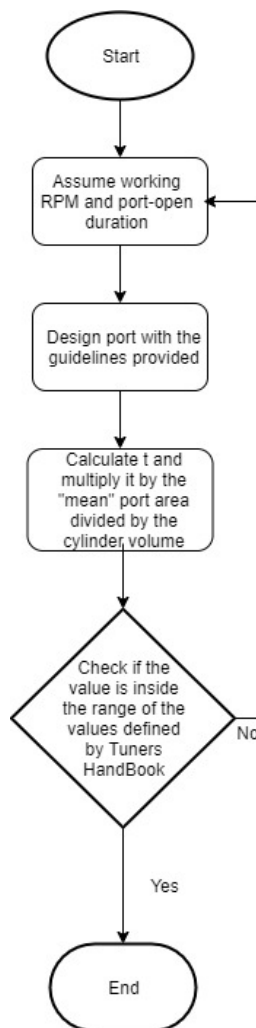 Start
Assume working
RPM and port-open
duration
Design port with the
guidelines provided
Calculate t and
multiply it by the
"mean" port area
divided by the
cylinder volume
Check if the
value is inside
the range of the
values defined
by Tuners
HandBook
No
Yes
End